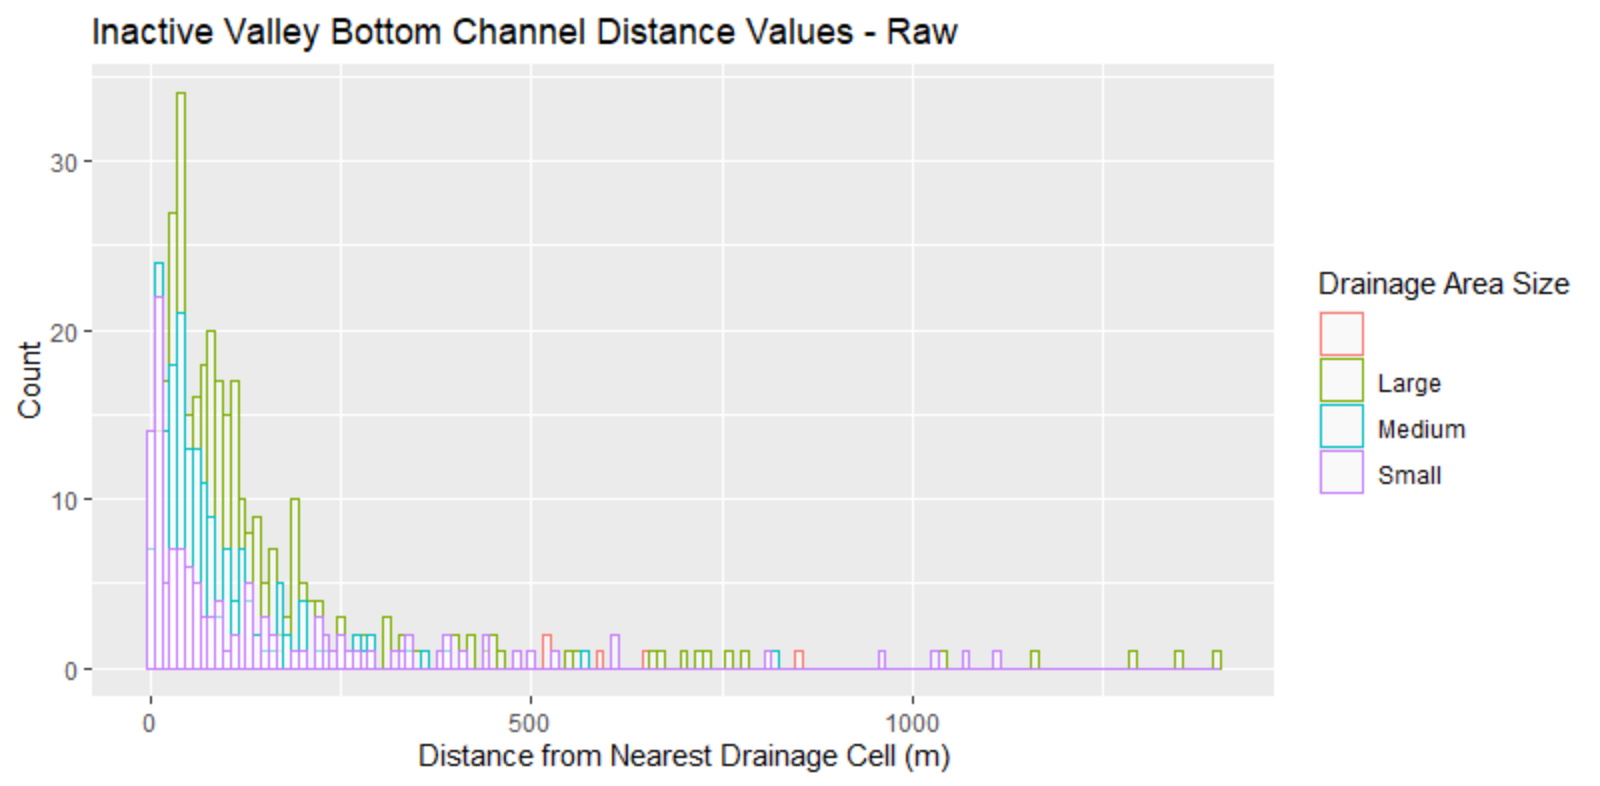 Inactive Valley Bottom Channel Distance Values - Raw
Count
30
20
10
0
0 500 1000
Distance from Nearest Drainage Cell (m)
Drainage Area Size
Large
Medium
Small